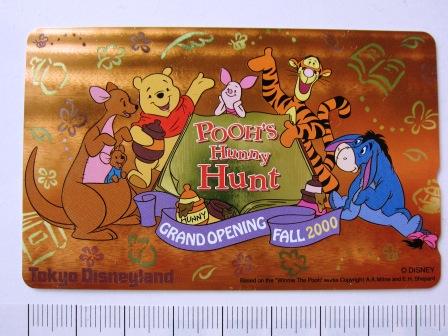 POOH'S
Hunny
Hunt
HUNNY
GRAND OPENING FALL 2000
Tokyo Disneyland
© DISNEY
Based on the "Winnie The Pooh" works Copyright A.A. Milne and E.H. Shepard